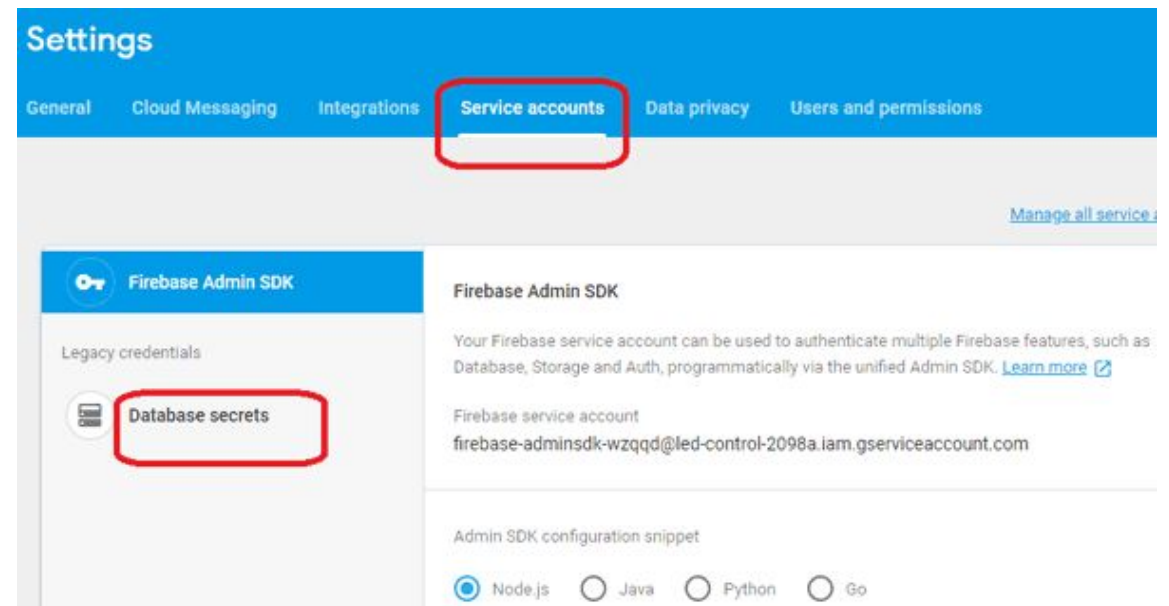 Settings
General Cloud Messaging Integrations Service accounts Data privacy Users and permissions
Manage all service
Firebase Admin SDK
Legacy credentials
Database secrets
Firebase Admin SDK
Your Firebase service account can be used to authenticate multiple Firebase features, such as
Database, Storage and Auth, programmatically via the unified Admin SDK. Learn more
Firebase service account
firebase-adminsdk-wzqqd@led-control-2098a.iam.gserviceaccount.com
Admin SDK configuration snippet
Node.js Java Python Go